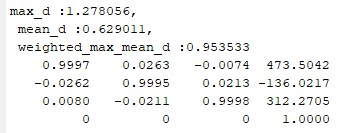 max_d :1.278056,
mean_d :0.629011,
weighted_max_mean_d :0.953533
0.9997 0.0263 -0.0074 473.5042
-0.0262 0.9995 0.0213 -136.0217
0.0080 -0.0211 0.9998 312.2705
0 0 0 1.0000